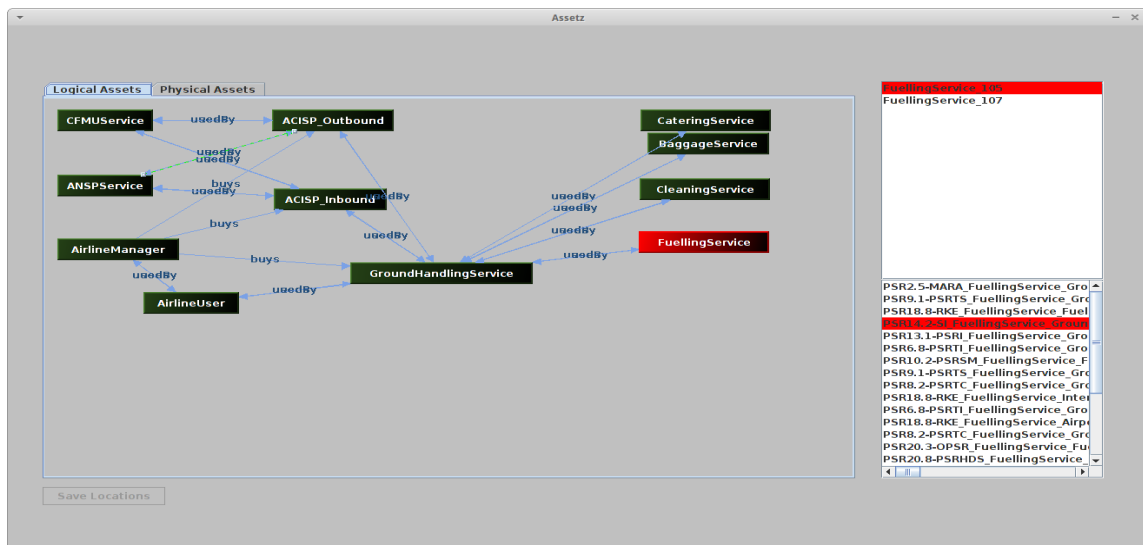 Assetz
Logical Assets
Physical Assets
CFMUService
usedBy
ACISP_Outbound
CateringService
BaggageService
usedBy
usedBy
ANSPService
buys
usedBy
ACISP_Inbound
usedBy
CleaningService
usedBy
usedBy
buys
usedBy
usedBy
AirlineManager
FuellingService
buys
usedBy
usedBy
GroundHandlingService
usedBy
AirlineUser
FuellingService_105
FuellingService_107
PSR2.5-MARA_FuellingService_Gro
PSR9.1-PSRTS_FuellingService_Gro
PSR18.8-RKE_FuellingService_Fuel
PSR14.2-SI_FuellingService_Groun
PSR13.1-PSRI_FuellingService_Gro
PSR6.8-PSRTI_FuellingService_Gro
PSR10.2-PSRSM_FuellingService_F
PSR9.1-PSRTS_FuellingService_Gro
PSR8.2-PSRTC_FuellingService_Gro
PSR18.8-RKE_FuellingService_Inter
PSR6.8-PSRTI_FuellingService_Gro
PSR18.8-RKE_FuellingService_Airpo
PSR8.2-PSRTC_FuellingService_Gro
PSR20.3-OPSR_FuellingService_Fu
PSR20.8-PSRHDS_FuellingService_
Save Locations